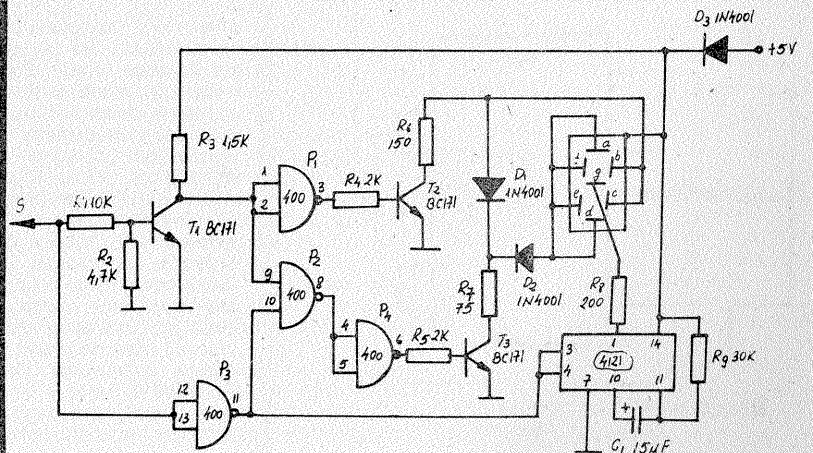 D3 1N4001
+5V
R3 1,5K
P1
R6
150
1
2
400
3
R4 2K
T2
BC171
D1
1N4001
a
f
b
g
e
c
d
S
R1 10K
T1 BC171
R2
4,7K
P2
9
10
400
8
R7
75
D2
1N4001
R8
200
P4
4
5
400
6
R5 2K
T3
BC171
1
14
3
4
4121
7
10
11
R9 30K
P3
12
13
400
11
+
C1 15µF